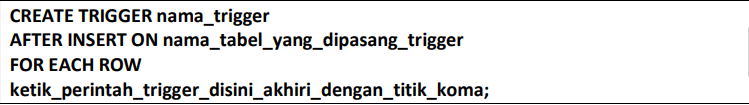 CREATE TRIGGER nama_trigger
AFTER INSERT ON nama_tabel_yang_dipasang_trigger
FOR EACH ROW
ketik_perintah_trigger_disini_akhiri_dengan_titik_koma;